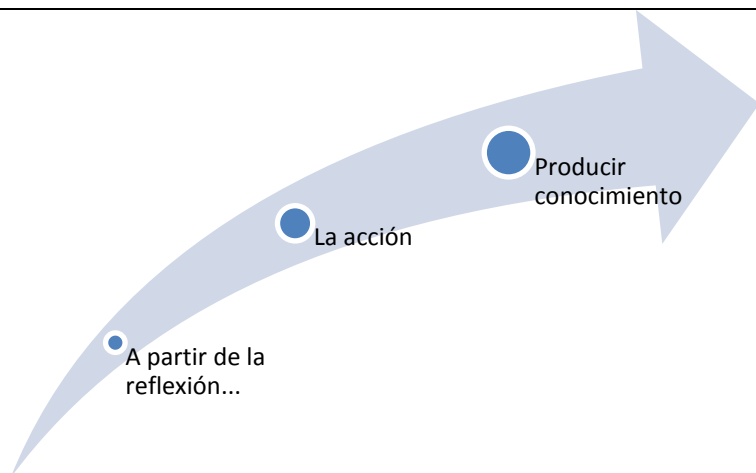 Producir
conocimiento
La acción
A partir de la
reflexión...